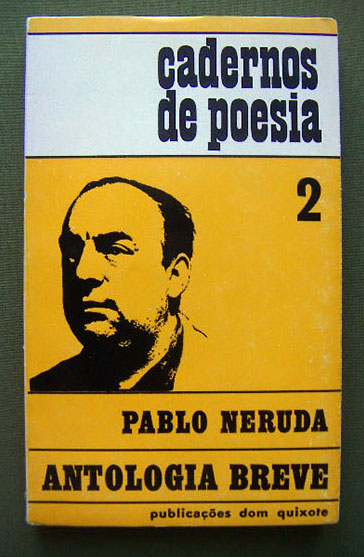 cadernos
de poesia
2
PABLO NERUDA
ANTOLOGIA BREVE
publicações dom quixote